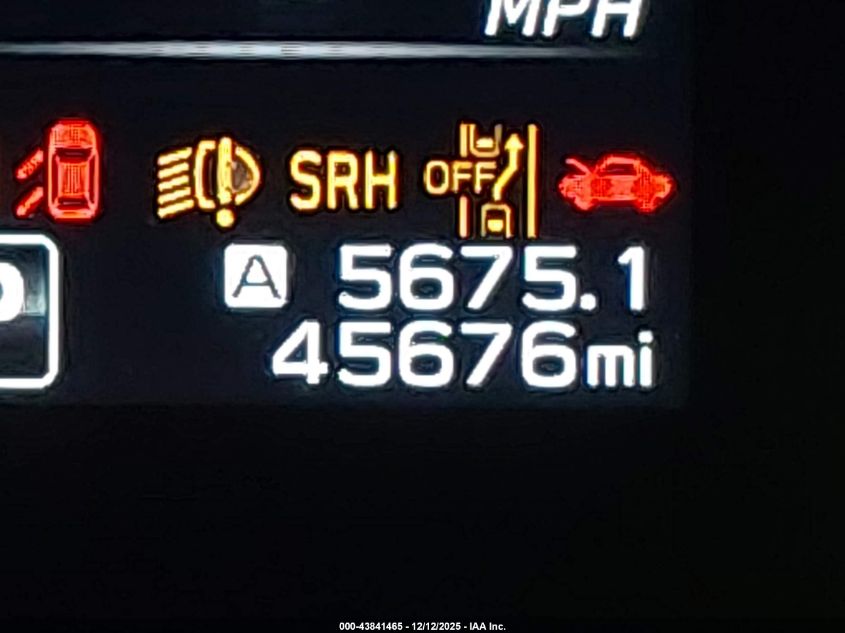 MPH
SRH
OFF
A 5675.1
45676mi
000-43841465 - 12/12/2025 - IAA Inc.